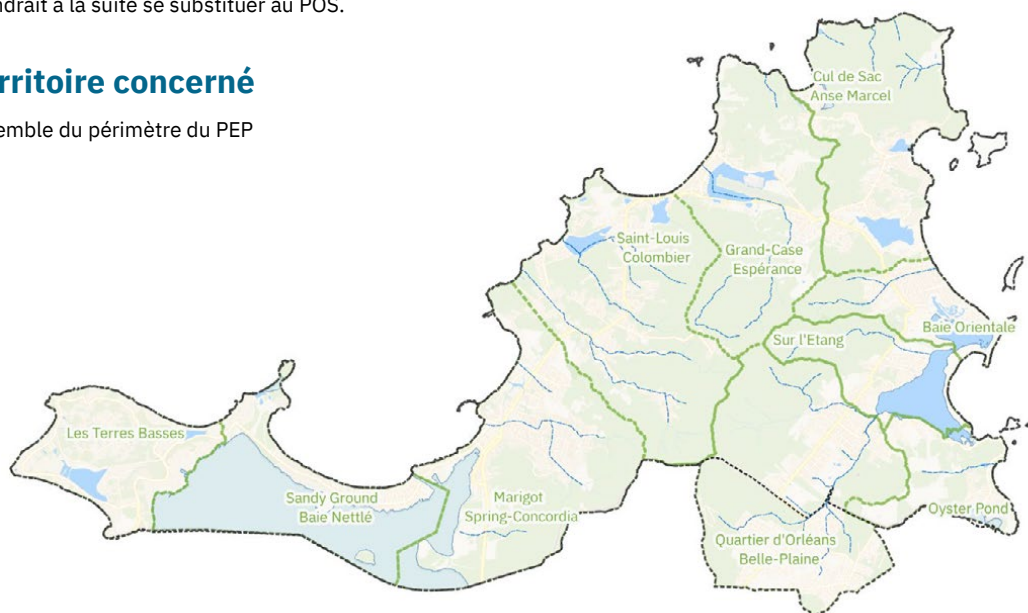 ndrait à la suite se substituer au POS.
rritoire concerné
emble du périmètre du PEP
Cul de Sac
Anse Marcel
Saint-Louis
Colombier
Grand-Case
Espérance
Baie Orientale
Sur l'Etang
Les Terres Basses
Sandy Ground
Baie Nettlé
Marigot
Spring-Concordia
Oyster Pond
Quartier d'Orléans
Belle-Plaine